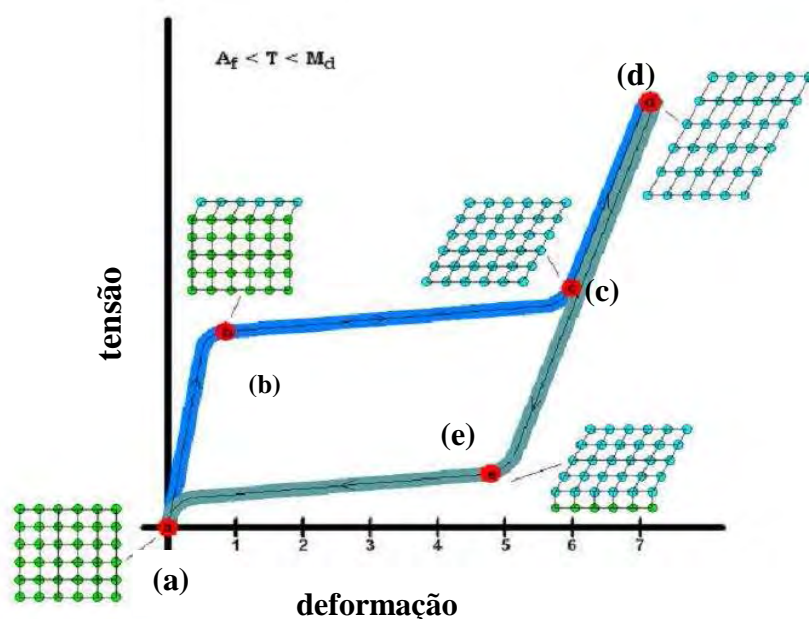 A_f < T < M_d
(d)
d
tensão
b
c
(c)
(b)
(e)
e
a
1 2 3 4 5 6 7
(a)
deformação